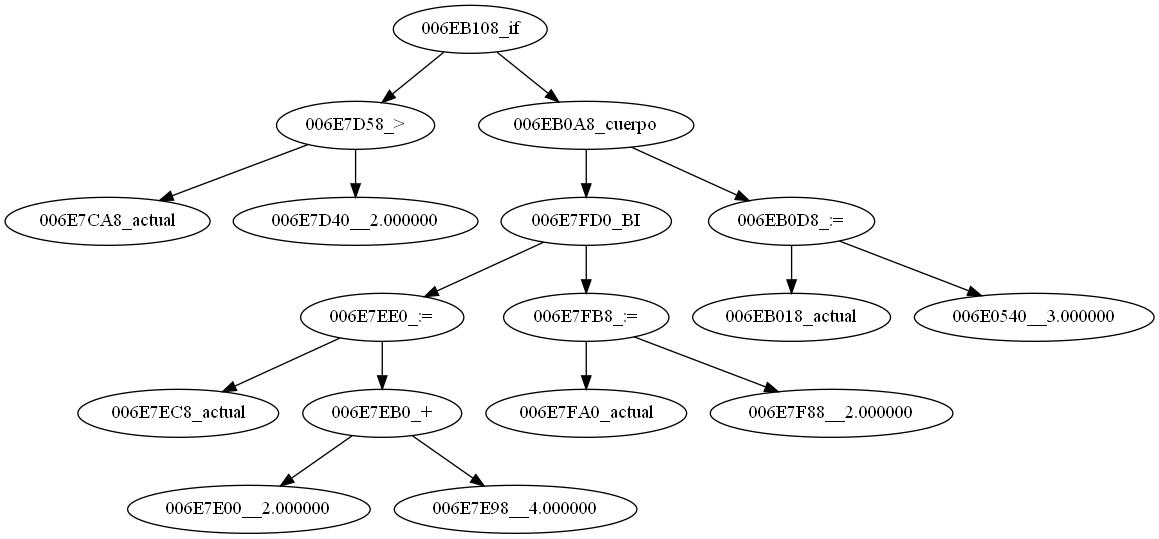 006EB108_if
006E7D58_>
006EB0A8_cuerpo
006E7CA8_actual
006E7D40__2.000000
006E7FD0_BI
006EB0D8_:=
006E7EE0_:=
006E7FB8_:=
006EB018_actual
006E0540__3.000000
006E7EC8_actual
006E7EB0_+
006E7FA0_actual
006E7F88__2.000000
006E7E00__2.000000
006E7E98__4.000000